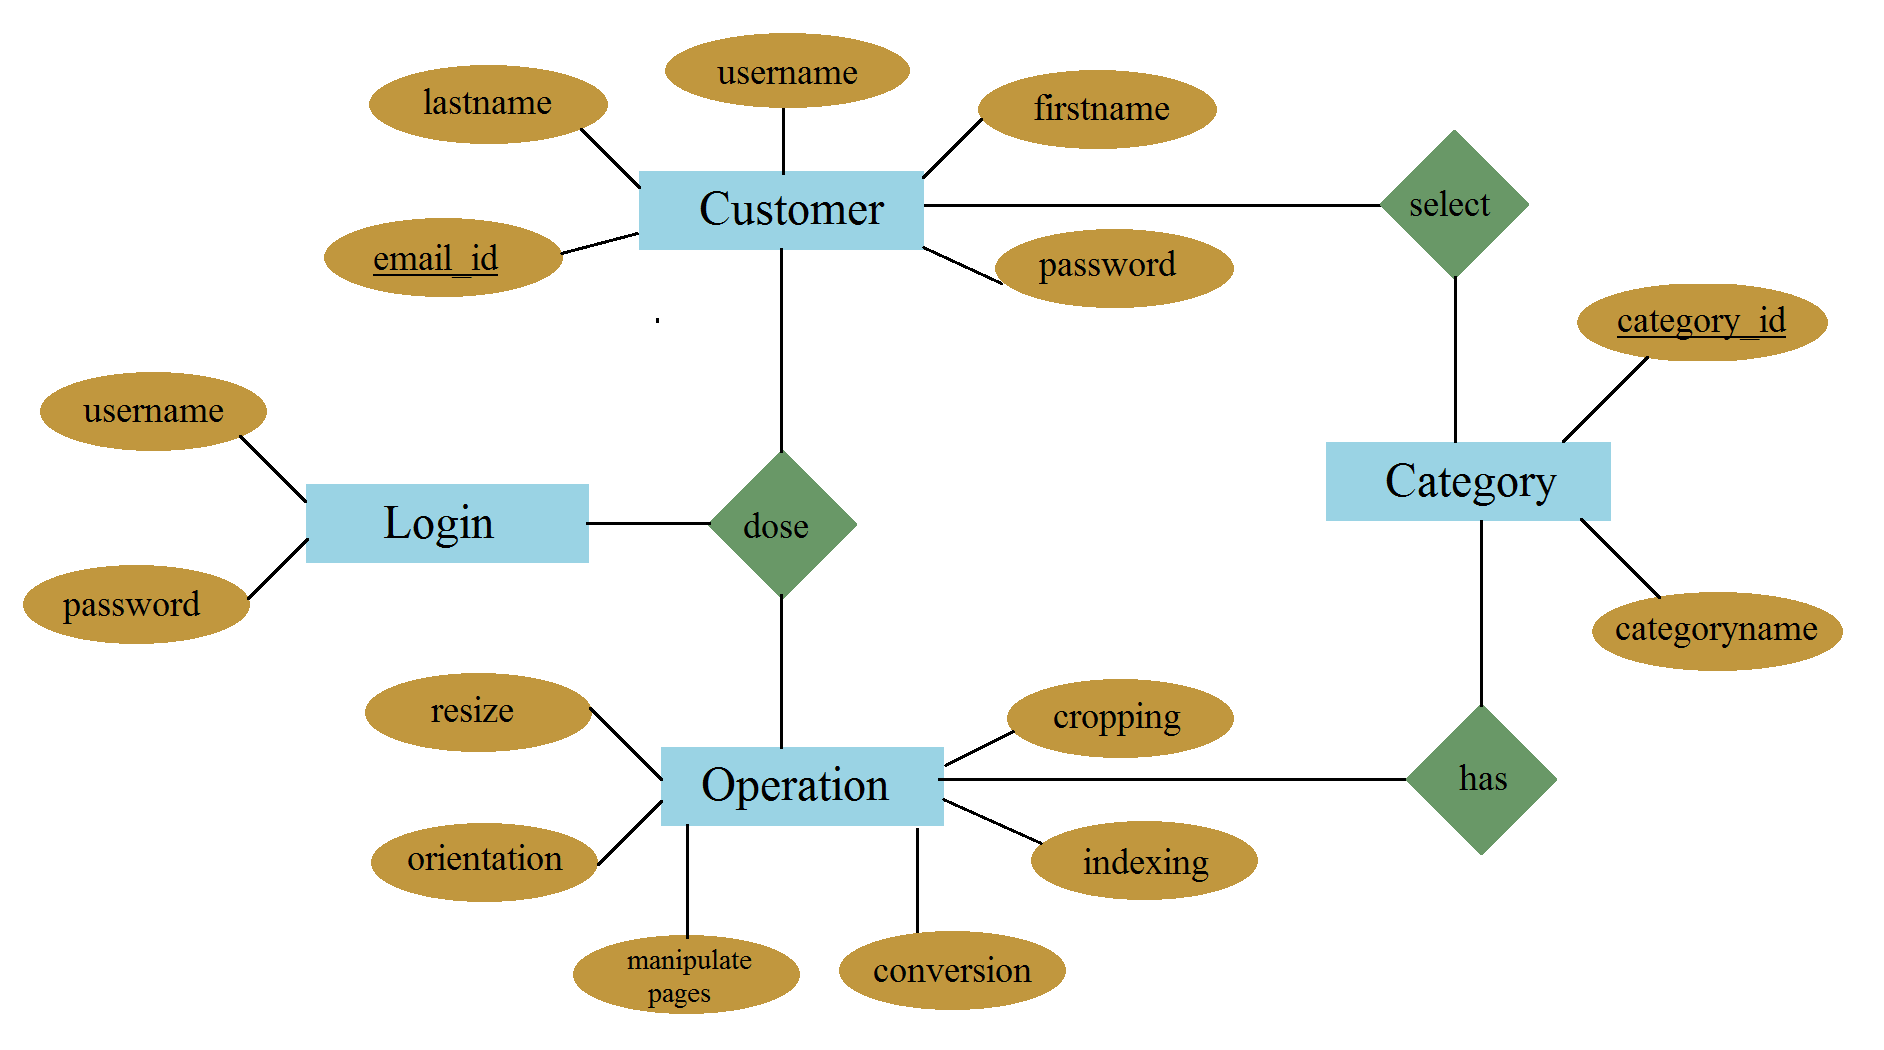 username
lastname
firstname
Customer
select
email_id
password
category_id
username
Category
Login
dose
password
categoryname
resize
cropping
Operation
has
orientation
indexing
manipulate
pages
conversion